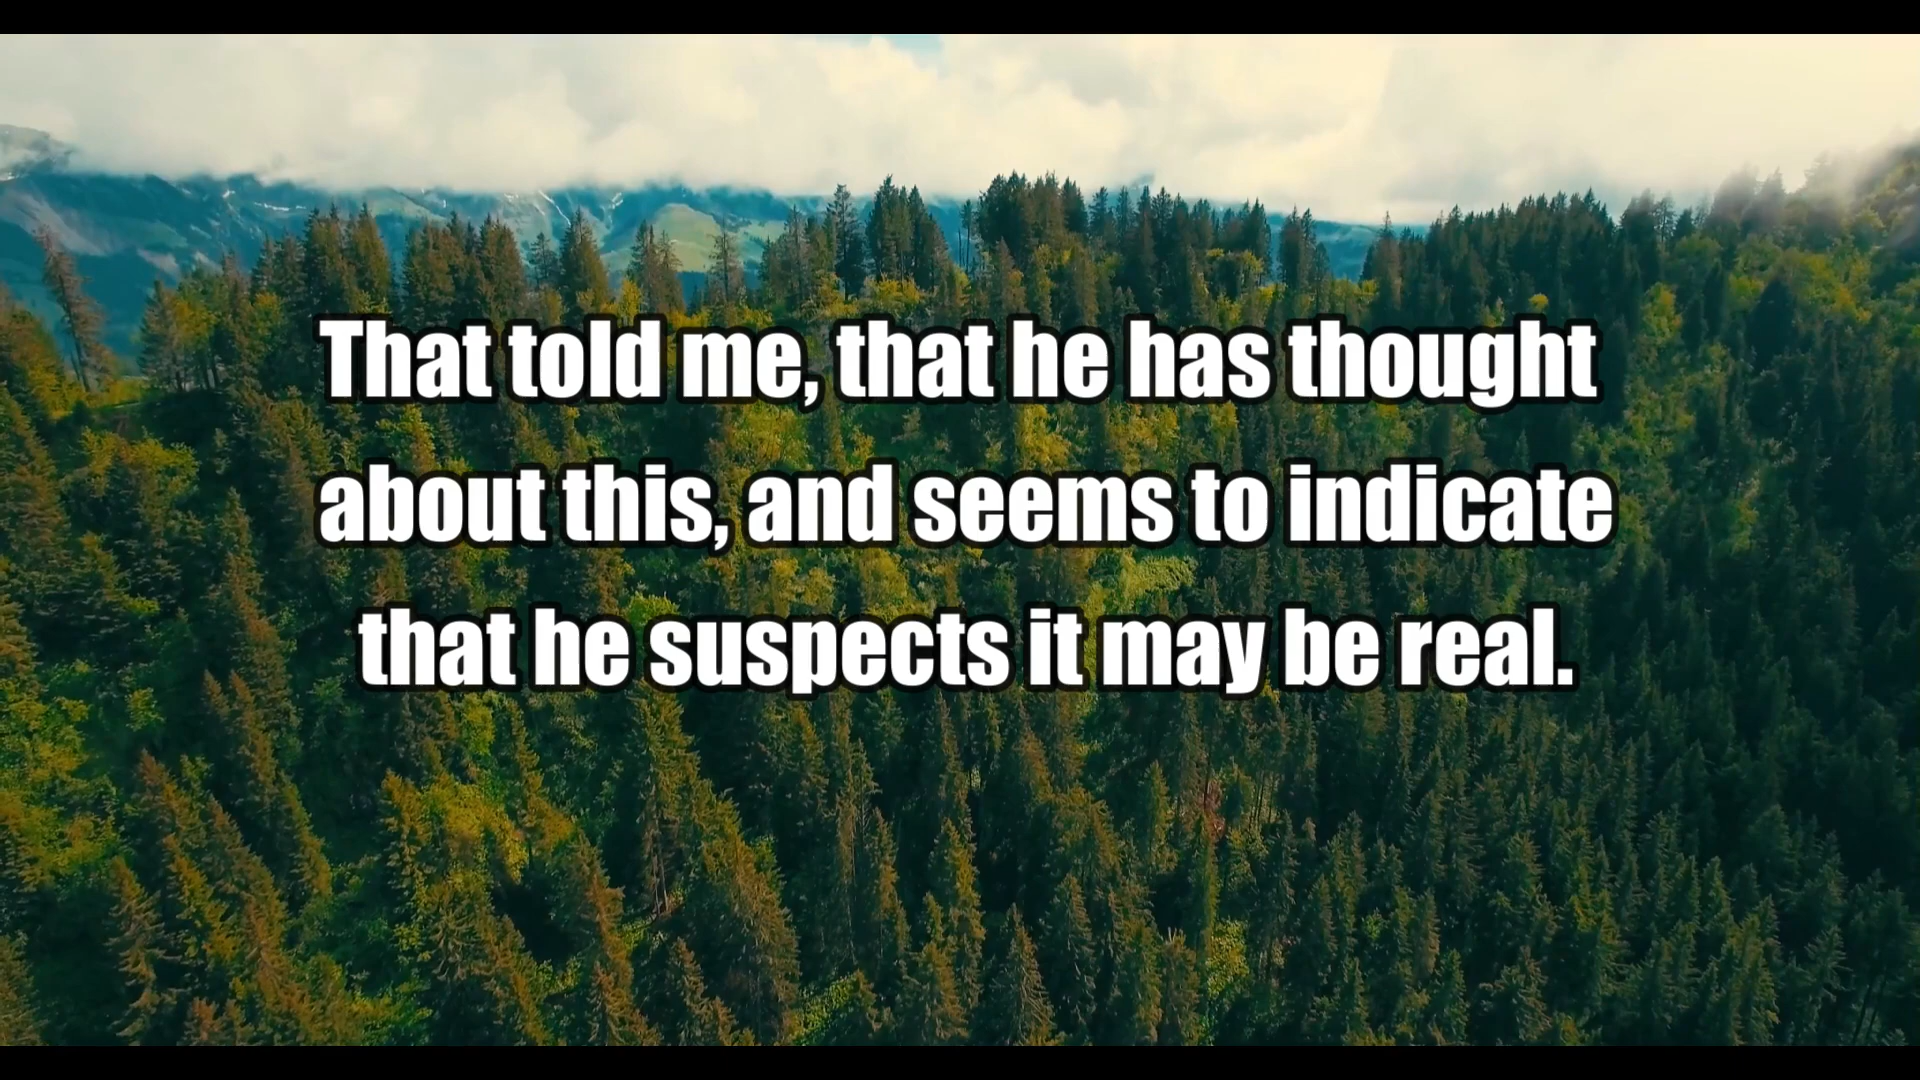 That told me, that he has thought
about this, and seems to indicate
that he suspects it may be real.